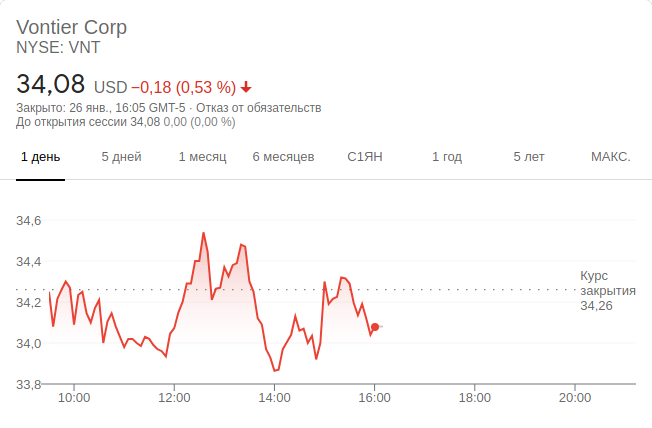 Vontier Corp
NYSE: VNT
34,08 USD −0,18 (0,53 %)
Закрыто: 26 янв., 16:05 GMT-5 · Отказ от обязательств
До открытия сессии 34,08 0,00 (0,00 %)
1 день 5 дней 1 месяц 6 месяцев С1ЯН 1 год 5 лет МАКС.
34,6
34,4
Курс
закрытия
34,26
34,2
34,0
33,8
10:00 12:00 14:00 16:00 18:00 20:00